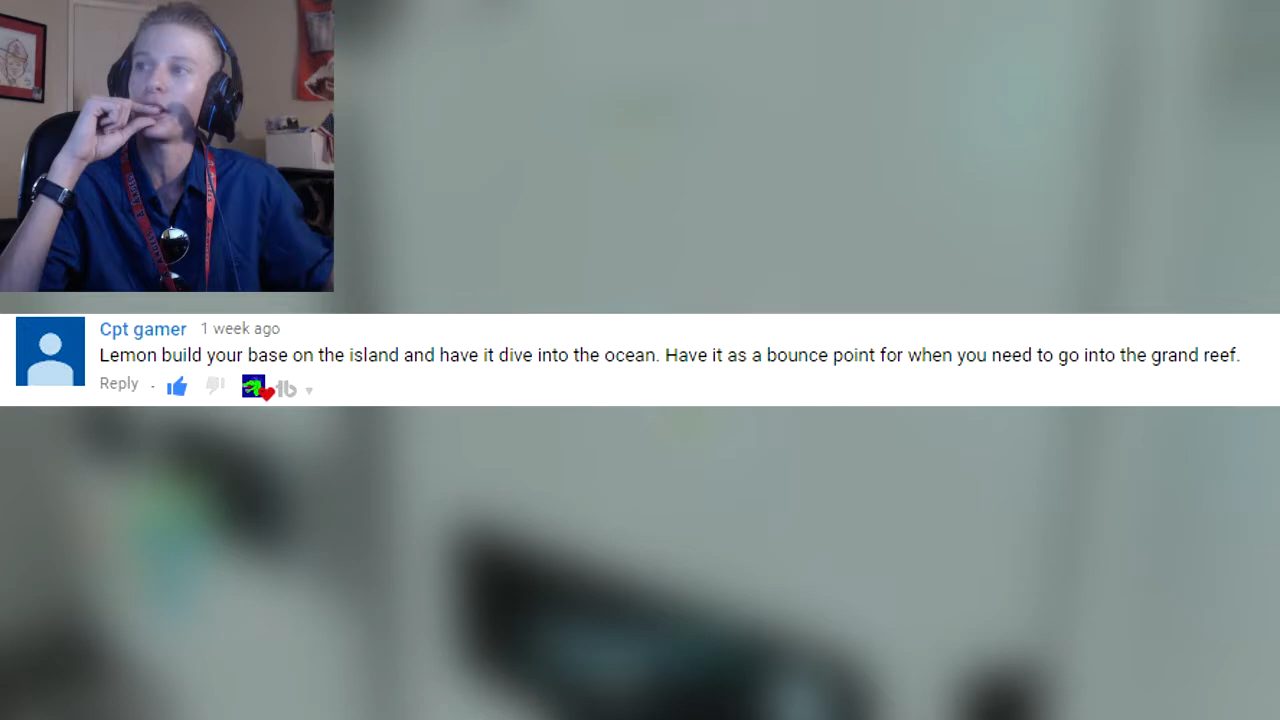 Cpt gamer 1 week ago
Lemon build your base on the island and have it dive into the ocean. Have it as a bounce point for when you need to go into the grand reef.
Reply